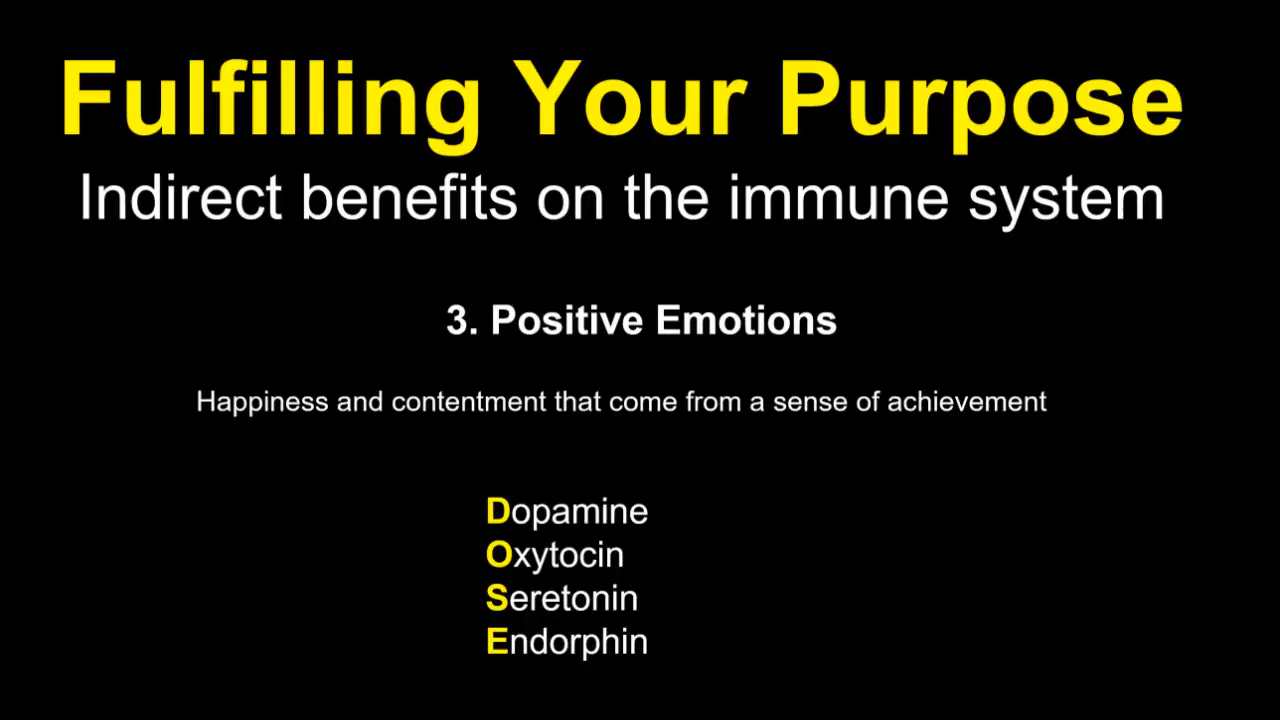 Fulfilling Your Purpose
Indirect benefits on the immune system
3. Positive Emotions
Happiness and contentment that come from a sense of achievement
Dopamine
Oxytocin
Seretonin
Endorphin